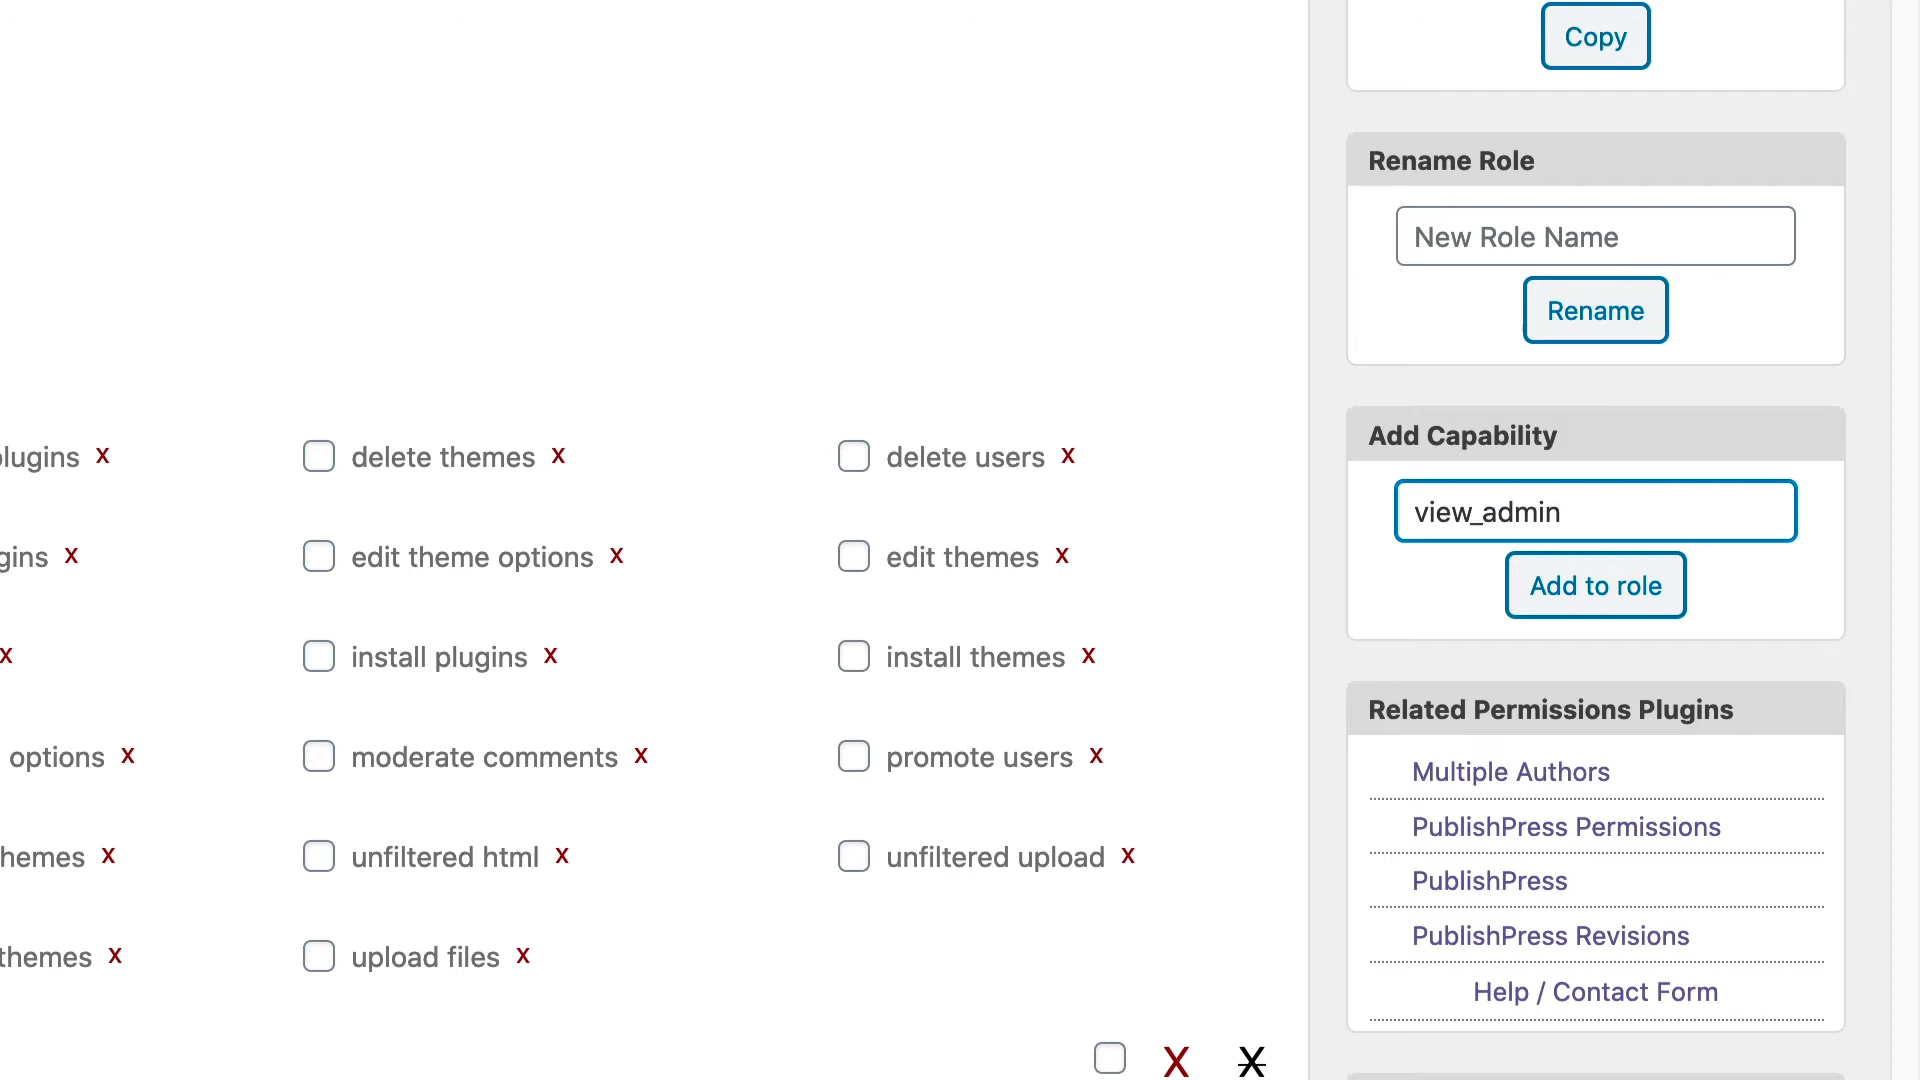 Copy
Rename Role
New Role Name
Rename
Add Capability
view_admin
Add to role
Related Permissions Plugins
Multiple Authors
PublishPress Permissions
PublishPress
PublishPress Revisions
Help / Contact Form
lugins X delete themes X delete users X
gins X edit theme options X edit themes X
X install plugins X install themes X
options X moderate comments X promote users X
hemes X unfiltered html X unfiltered upload X
themes X upload files X
X X